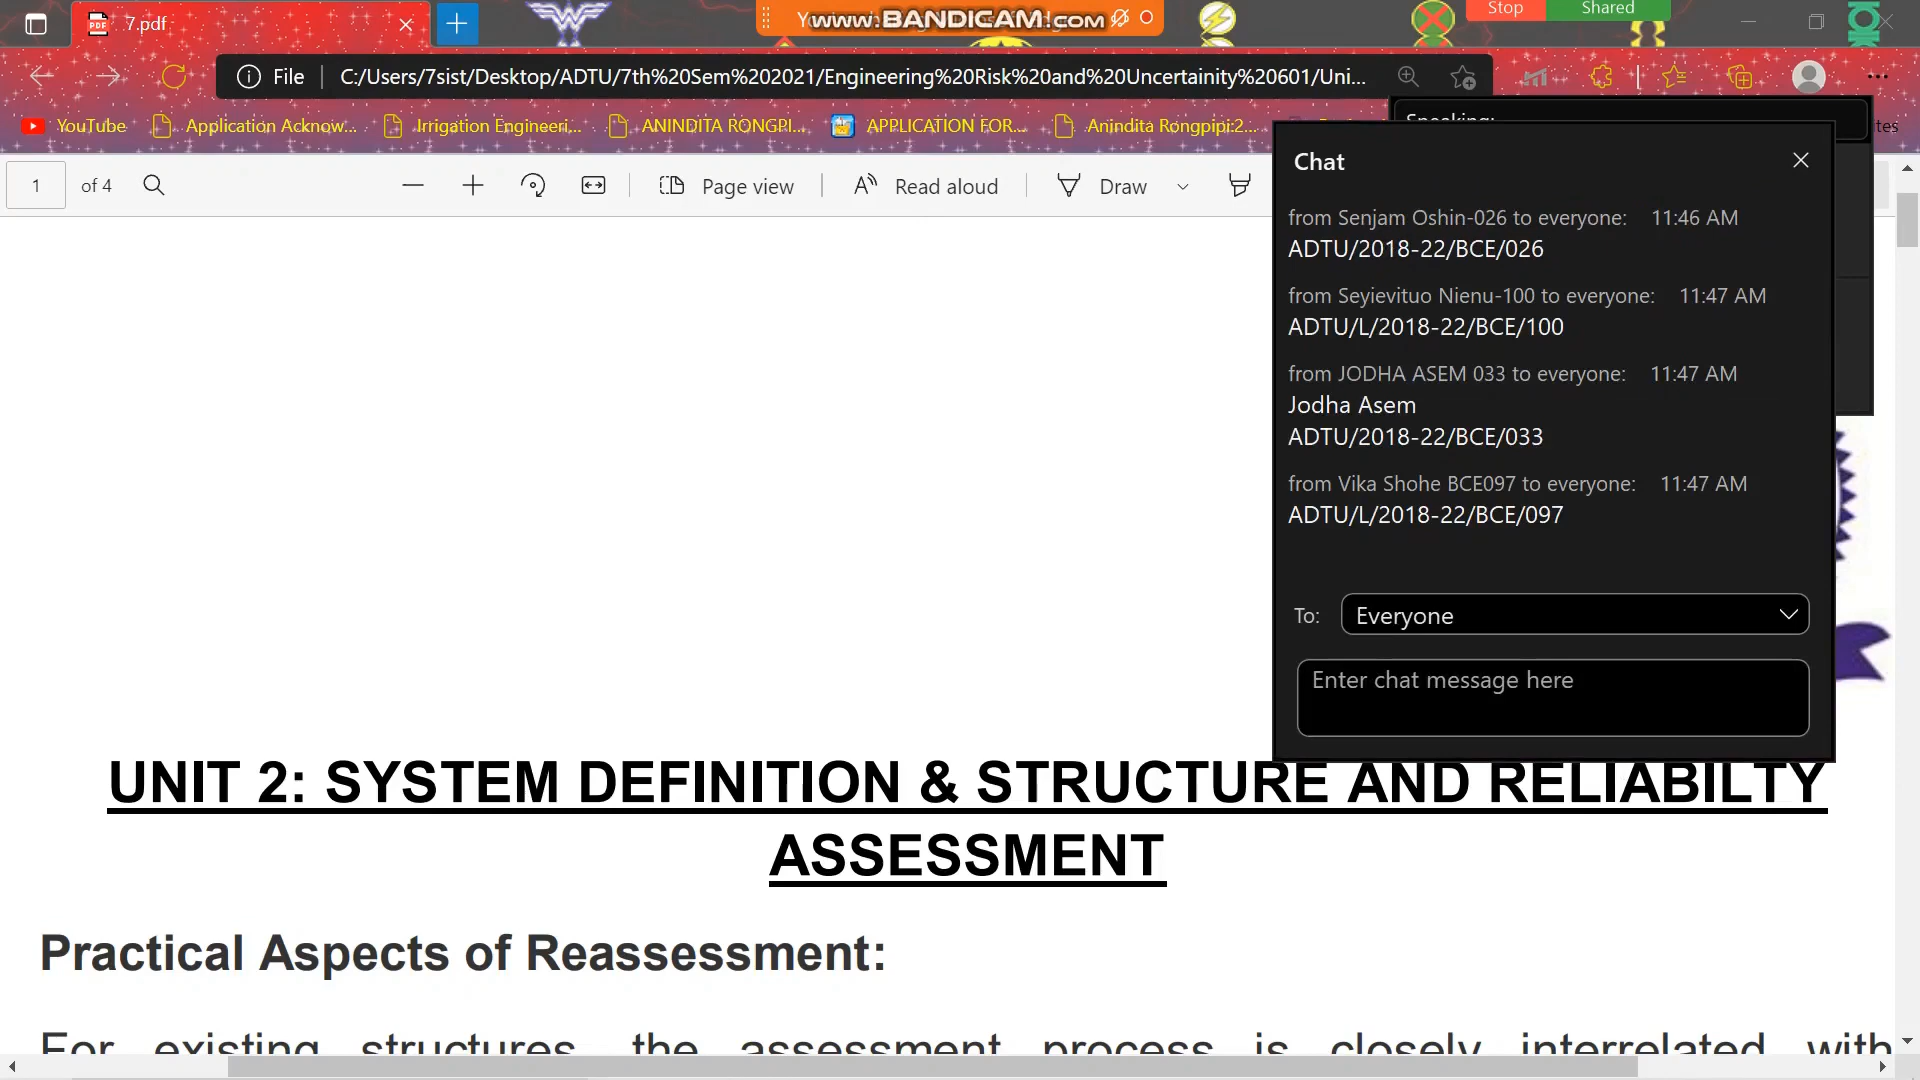 7.pdf
www.BANDICAM.com
Stop
Shared
File
C:/Users/7sist/Desktop/ADTU/7th%20Sem%202021/Engineering%20Risk%20and%20Uncertainity%20601/Uni...
YouTube
Application Acknow...
Irrigation Engineeri...
ANINDITA RONGPI...
APPLICATION FOR...
Anindita Rongpipi:2...
Speaking:
1
of 4
Page view
Read aloud
Draw
Chat
from Senjam Oshin-026 to everyone: 11:46 AM
ADTU/2018-22/BCE/026
from Seyievituo Nienu-100 to everyone: 11:47 AM
ADTU/L/2018-22/BCE/100
from JODHA ASEM 033 to everyone: 11:47 AM
Jodha Asem
ADTU/2018-22/BCE/033
from Vika Shohe BCE097 to everyone: 11:47 AM
ADTU/L/2018-22/BCE/097
To: Everyone
Enter chat message here
UNIT 2: SYSTEM DEFINITION & STRUCTURE AND RELIABILTY
ASSESSMENT
Practical Aspects of Reassessment:
For existing structures, the assessment process is closely interrelated with